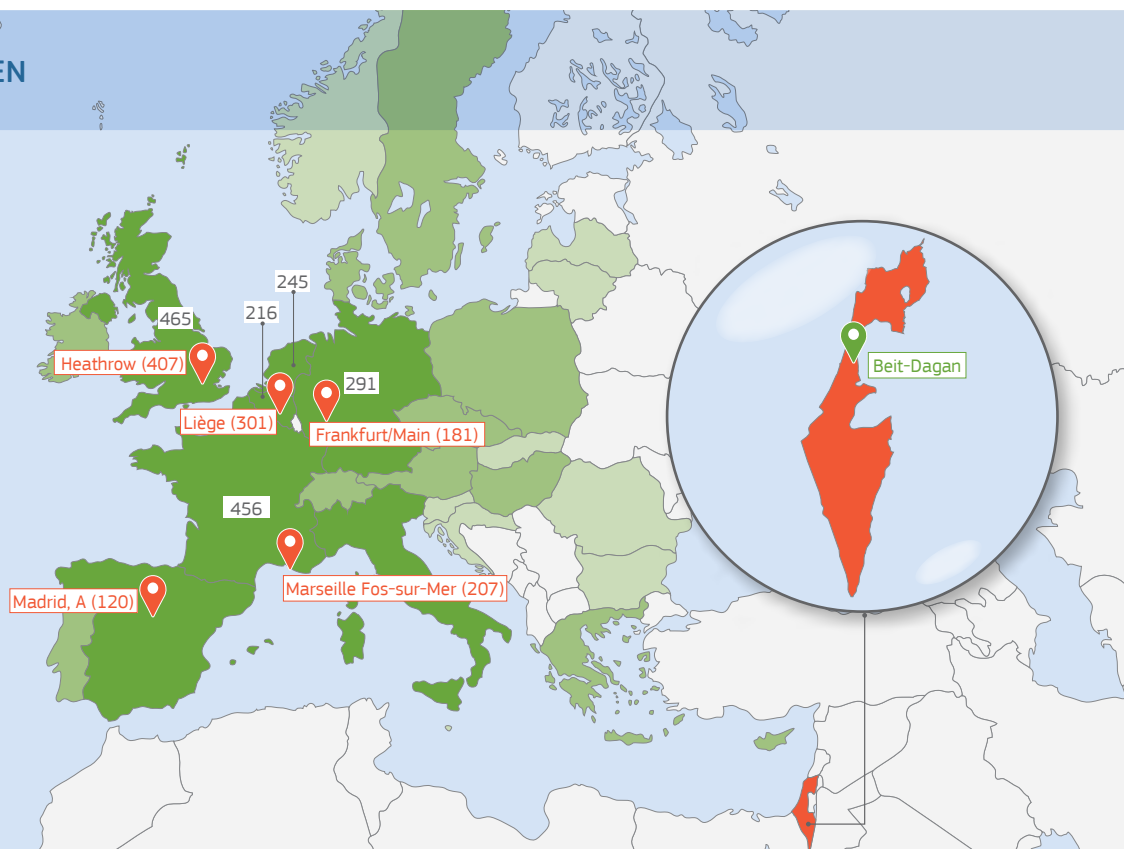 EN
245
216
465
Heathrow (407)
Beit-Dagan
291
Liège (301)
Frankfurt/Main (181)
456
Marseille Fos-sur-Mer (207)
Madrid, A (120)